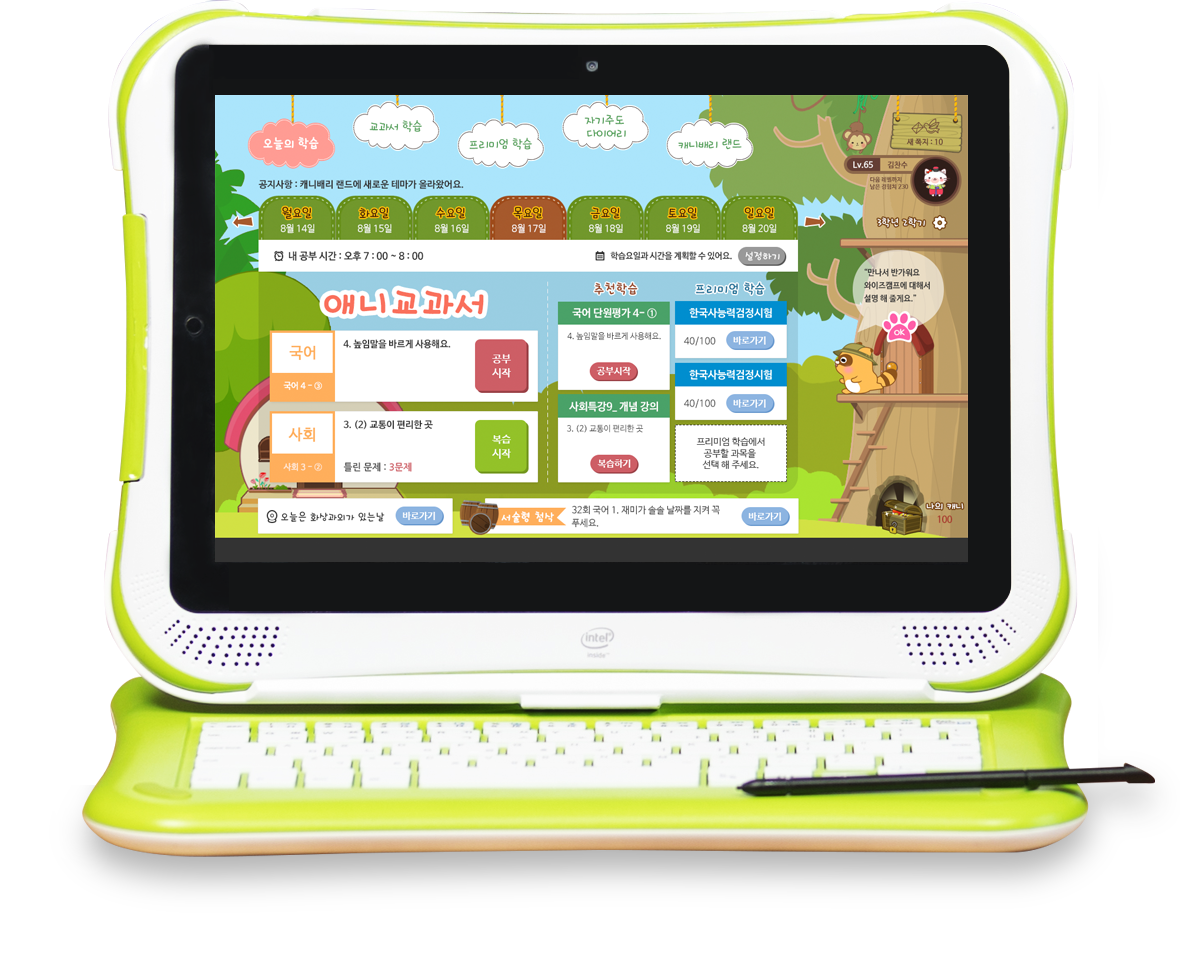 오늘의 학습
교과서 학습
프리미엄 학습
자기주도
다이어리
캐니배리 랜드
새 쪽지 : 10
Lv.65 김찬수
다음 레벨까지
남은 경험치 230
3학년 2학기
공지사항 : 캐니배리 랜드에 새로운 테마가 올라왔어요.
월요일 화요일 수요일 목요일 금요일 토요일 일요일
8월 14일 8월 15일 8월 16일 8월 17일 8월 18일 8월 19일 8월 20일
내 공부 시간 : 오후 7 : 00 ~ 8 : 00
학습요일과 시간을 계획할 수 있어요. 설정하기
애니교과서
국어
국어 4 - ③
4. 높임말을 바르게 사용해요.
공부
시작
사회
사회 3 - ②
3. (2) 교통이 편리한 곳
틀린 문제 : 3문제
복습
시작
추천학습
국어 단원평가 4- ①
4. 높임말을 바르게 사용해요.
공부시작
사회특강9_ 개념 강의
3. (2) 교통이 편리한 곳
복습하기
프리미엄 학습
한국사능력검정시험
40/100 바로가기
한국사능력검정시험
40/100 바로가기
프리미엄 학습에서
공부할 과목을
선택 해 주세요.
"만나서 반가워요
와이즈캠프에 대해서
설명 해 줄게요."
ok
오늘은 화상과외가 있는날 바로가기
서술형 첨삭
32회 국어 1. 재미가 솔솔 날짜를 지켜 꼭
푸세요.
바로가기
나의 캐니
100
intel
inside™